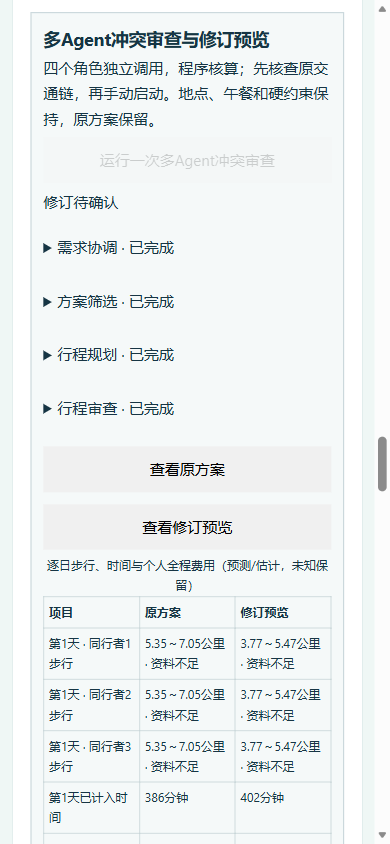 多Agent冲突审查与修订预览
四个角色独立调用，程序核算；先核查原交
通链，再手动启动。地点、午餐和硬约束保
持，原方案保留。
运行一次多Agent冲突审查
修订待确认
▶ 需求协调 · 已完成
▶ 方案筛选 · 已完成
▶ 行程规划 · 已完成
▶ 行程审查 · 已完成
查看原方案
查看修订预览
逐日步行、时间与个人全程费用（预测/估计，未知保
留）
项目 原方案 修订预览
第1天 · 同行者1 5.35～7.05公里 3.77～5.47公里
步行 · 资料不足 · 资料不足
第1天 · 同行者2 5.35～7.05公里 3.77～5.47公里
步行 · 资料不足 · 资料不足
第1天 · 同行者3 5.35～7.05公里 3.77～5.47公里
步行 · 资料不足 · 资料不足
第1天已计入时 386分钟 402分钟
间